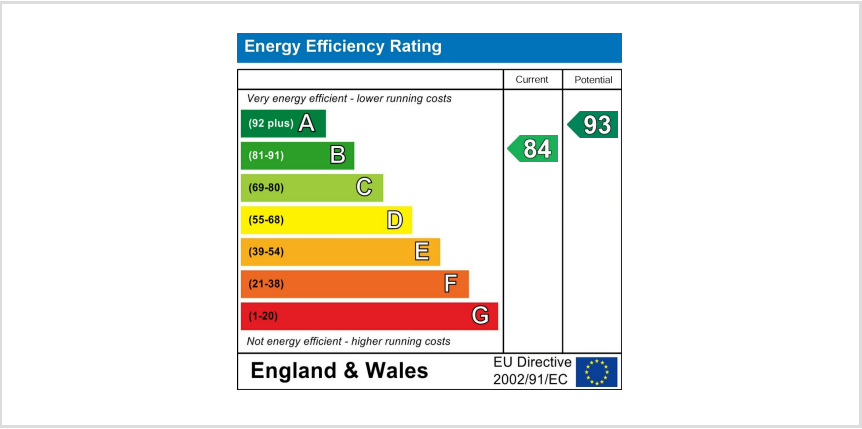 Energy Efficiency Rating
Current Potential
Very energy efficient - lower running costs
(92 plus) A
93
(81-91) B
84
(69-80) C
(55-68) D
(39-54) E
(21-38) F
(1-20) G
Not energy efficient - higher running costs
England & Wales
EU Directive
2002/91/EC